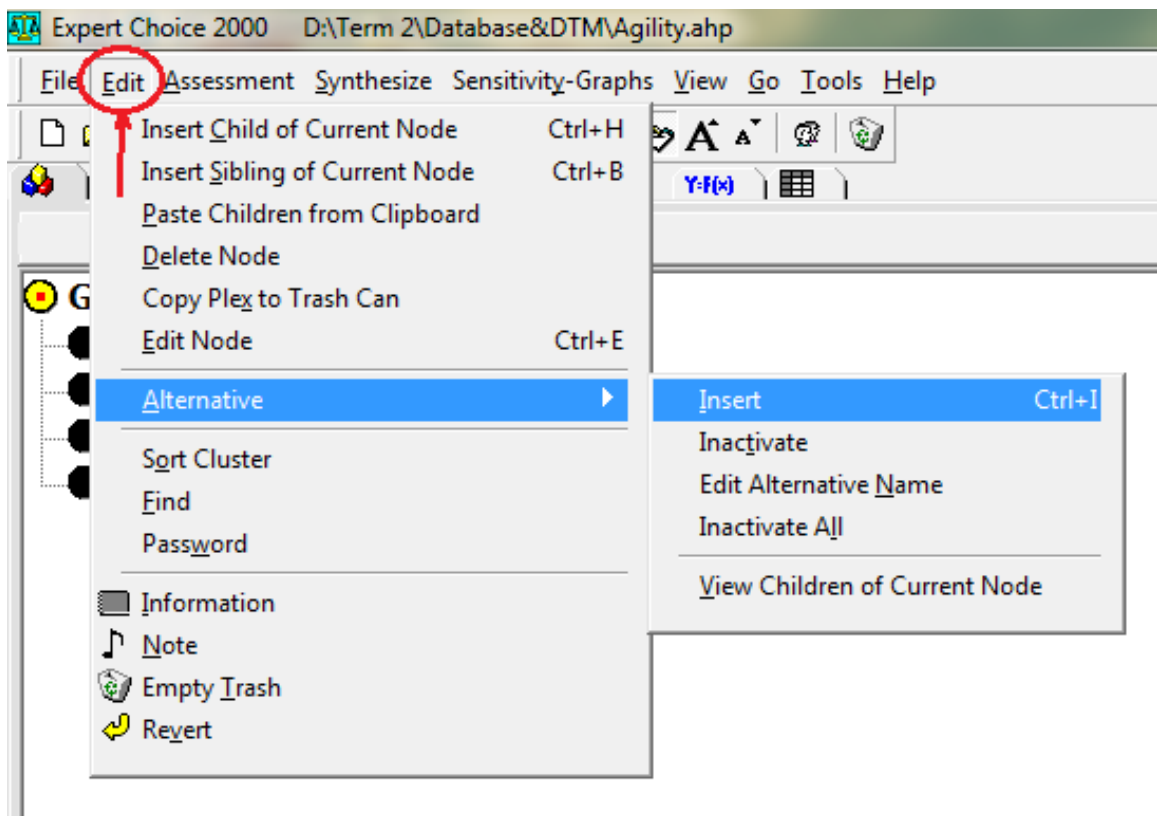 Expert Choice 2000 D:\Term 2\Database&DTM\Agility.ahp
File Edit Assessment Synthesize Sensitivity-Graphs View Go Tools Help
A A
Y=F(x)
G
Insert Child of Current Node Ctrl+H
Insert Sibling of Current Node Ctrl+B
Paste Children from Clipboard
Delete Node
Copy Plex to Trash Can
Edit Node Ctrl+E
Alternative
Sort Cluster
Find
Password
Information
Note
Empty Trash
Revert
Insert Ctrl+I
Inactivate
Edit Alternative Name
Inactivate All
View Children of Current Node